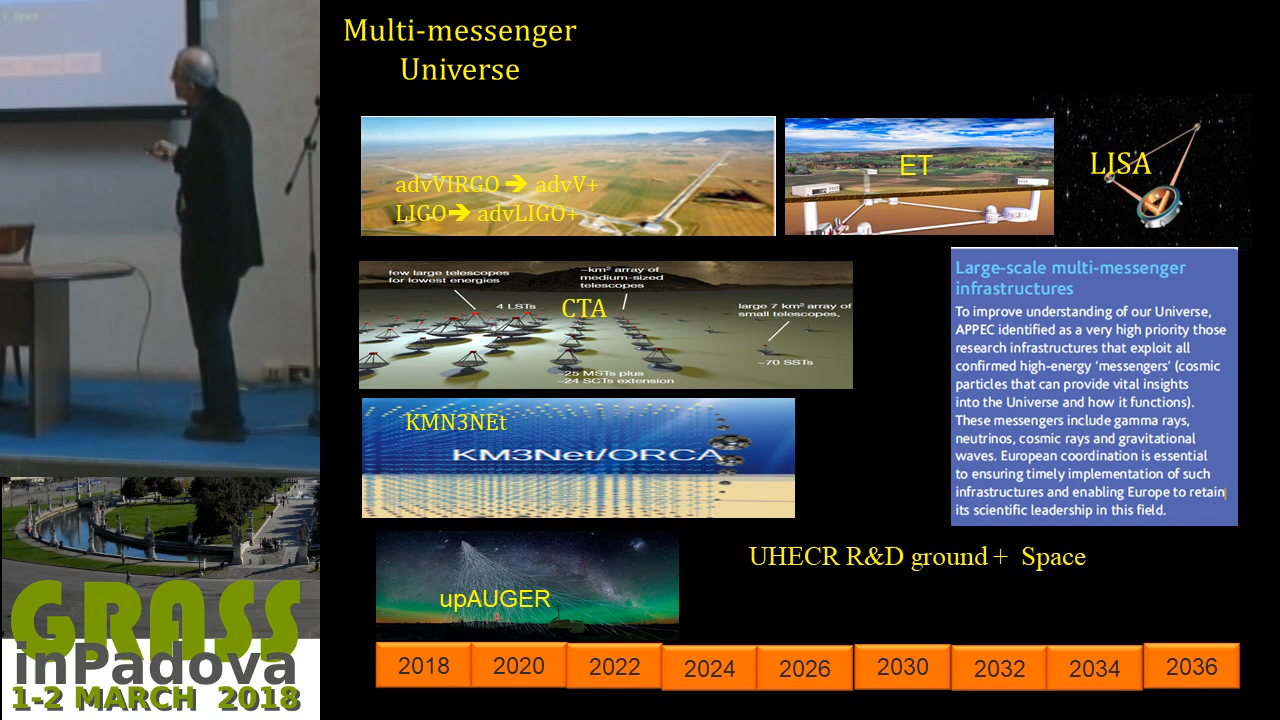 Multi-messenger
Universe
advVIRGO ➔ advV+
LIGO➔ advLIGO+
ET
LISA
few large telescopes
for lowest energies
~km² array of
medium-sized
telescopes
4 LSTs
CTA
large 7 km² array of
small telescopes,
~70 SSTs
~25 MSTs plus
~24 SCTs extension
Large-scale multi-messenger
infrastructures
To improve understanding of our Universe,
APPEC identified as a very high priority those
research infrastructures that exploit all
confirmed high-energy ‘messengers’ (cosmic
particles that can provide vital insights
into the Universe and how it functions).
These messengers include gamma rays,
neutrinos, cosmic rays and gravitational
waves. European coordination is essential
to ensuring timely implementation of such
infrastructures and enabling Europe to retain
its scientific leadership in this field.
KMN3NEt
KM3Net/ORCA
UHECR R&D ground + Space
upAUGER
2018
2020
2022
2024
2026
2030
2032
2034
2036
GRASS
inPadova
1-2 MARCH 2018